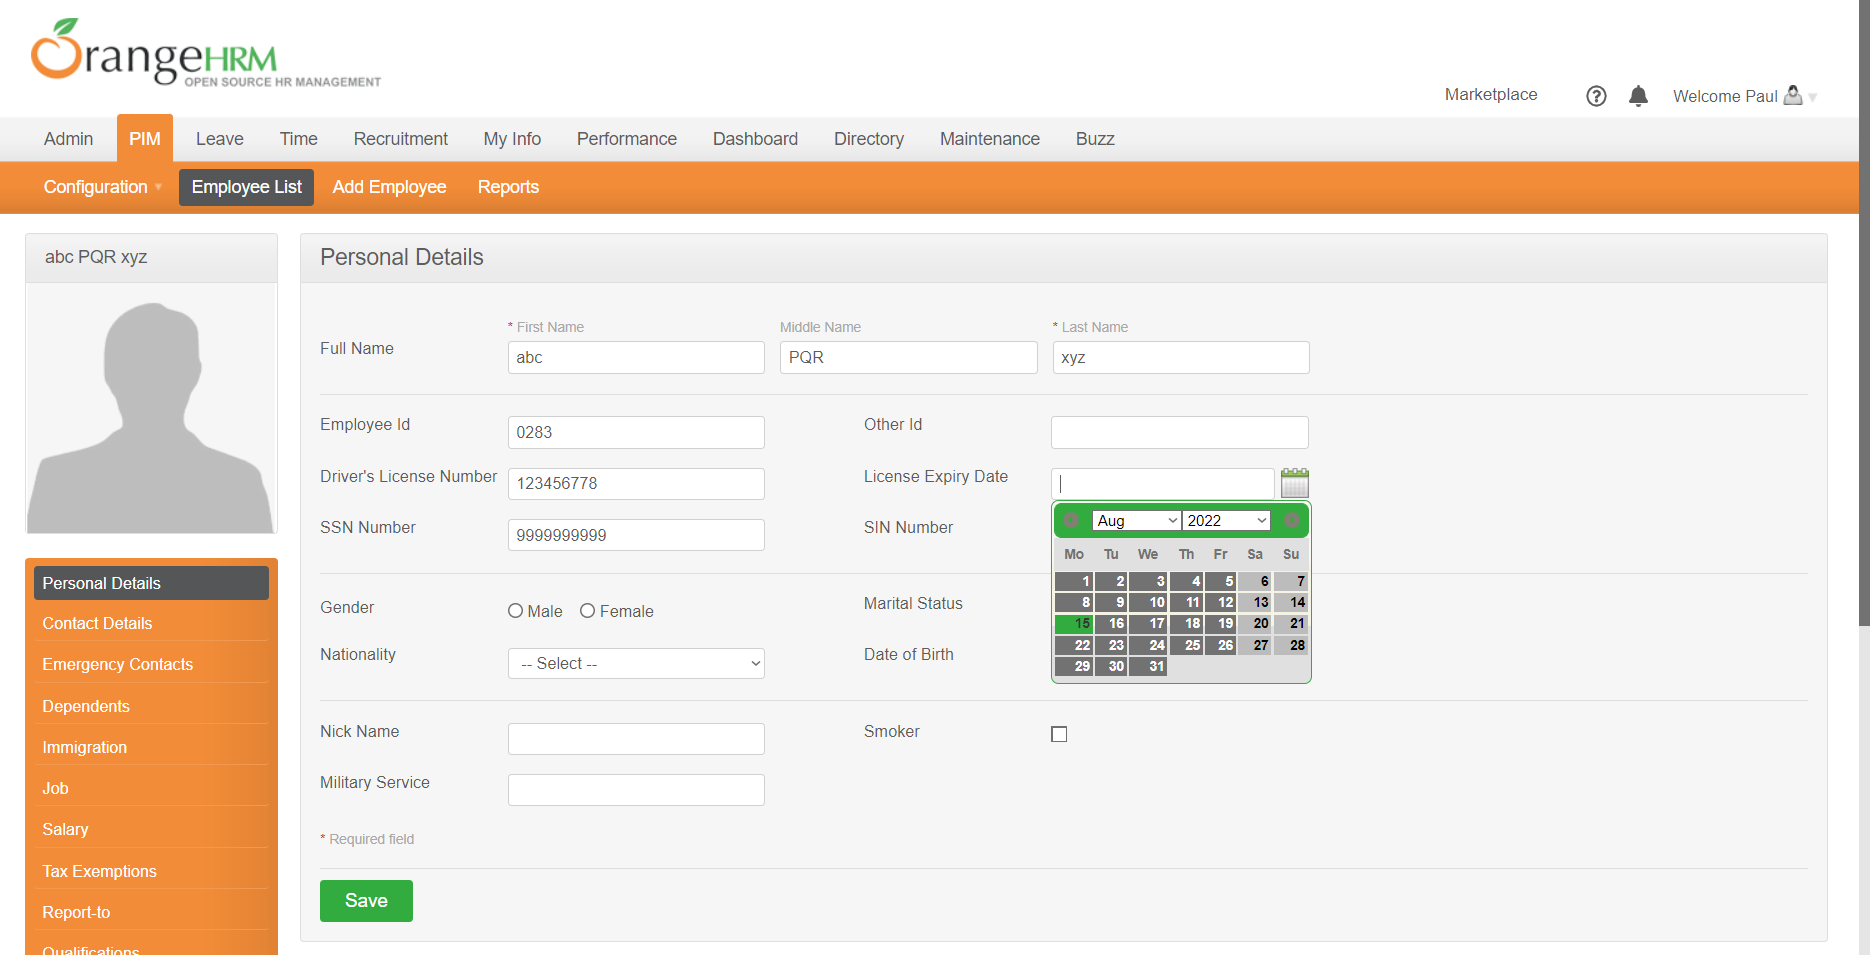 OrangeHRM
OPEN SOURCE HR MANAGEMENT
Marketplace
Welcome Paul
Admin PIM Leave Time Recruitment My Info Performance Dashboard Directory Maintenance Buzz
Configuration Employee List Add Employee Reports
abc PQR xyz
Personal Details
Contact Details
Emergency Contacts
Dependents
Immigration
Job
Salary
Tax Exemptions
Report-to
Qualifications
Personal Details
* First Name Middle Name * Last Name
Full Name abc PQR xyz
Employee Id 0283 Other Id
Driver's License Number 123456778 License Expiry Date
SSN Number 9999999999 SIN Number
Aug 2022
Mo Tu We Th Fr Sa Su
1 2 3 4 5 6 7
8 9 10 11 12 13 14
15 16 17 18 19 20 21
22 23 24 25 26 27 28
29 30 31
Gender Male Female Marital Status
Nationality -- Select -- Date of Birth
Nick Name Smoker
Military Service
* Required field
Save